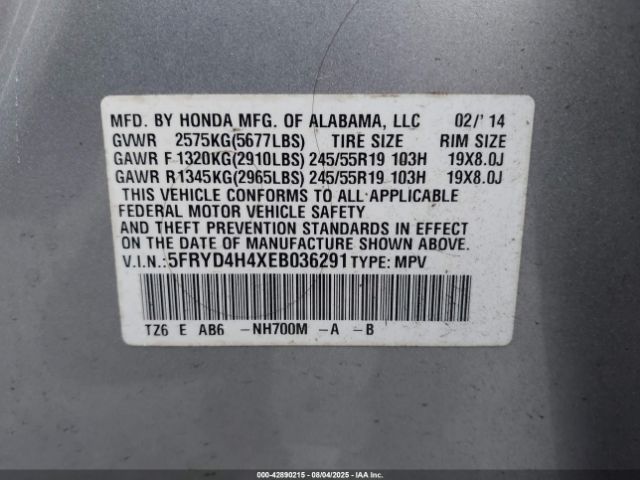 MFD. BY HONDA MFG. OF ALABAMA, LLC 02/' 14
GVWR 2575KG(5677LBS) TIRE SIZE RIM SIZE
GAWR F 1320KG(2910LBS) 245/55R19 103H 19X8.0J
GAWR R1345KG(2965LBS) 245/55R19 103H 19X8.0J
THIS VEHICLE CONFORMS TO ALL APPLICABLE
FEDERAL MOTOR VEHICLE SAFETY
AND THEFT PREVENTION STANDARDS IN EFFECT
ON THE DATE OF MANUFACTURE SHOWN ABOVE.
V.I.N.:5FRYD4H4XEB036291 TYPE: MPV
TZ6 E AB6 -NH700M -A -B
000-42890215 - 08/04/2025 - IAA Inc.